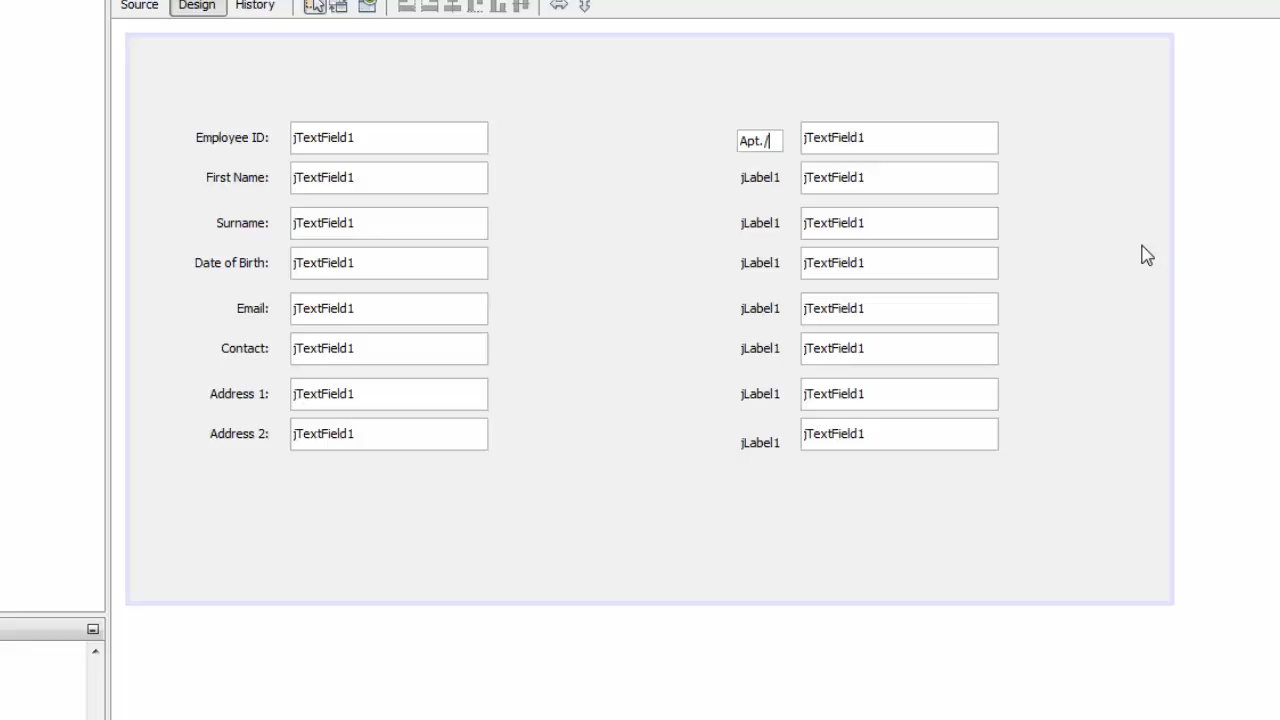 Source Design History
Employee ID: jTextField1 Apt./ jTextField1
First Name: jTextField1 jLabel1 jTextField1
Surname: jTextField1 jLabel1 jTextField1
Date of Birth: jTextField1 jLabel1 jTextField1
Email: jTextField1 jLabel1 jTextField1
Contact: jTextField1 jLabel1 jTextField1
Address 1: jTextField1 jLabel1 jTextField1
Address 2: jTextField1 jLabel1 jTextField1